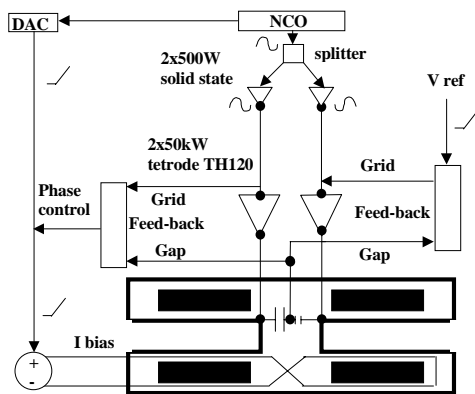 DAC
NCO
splitter
2x500W
solid state
V ref
2x50kW
tetrode TH120
Grid
Phase
control
Grid
Feed-back
Feed-back
Gap
Gap
I bias
+
-